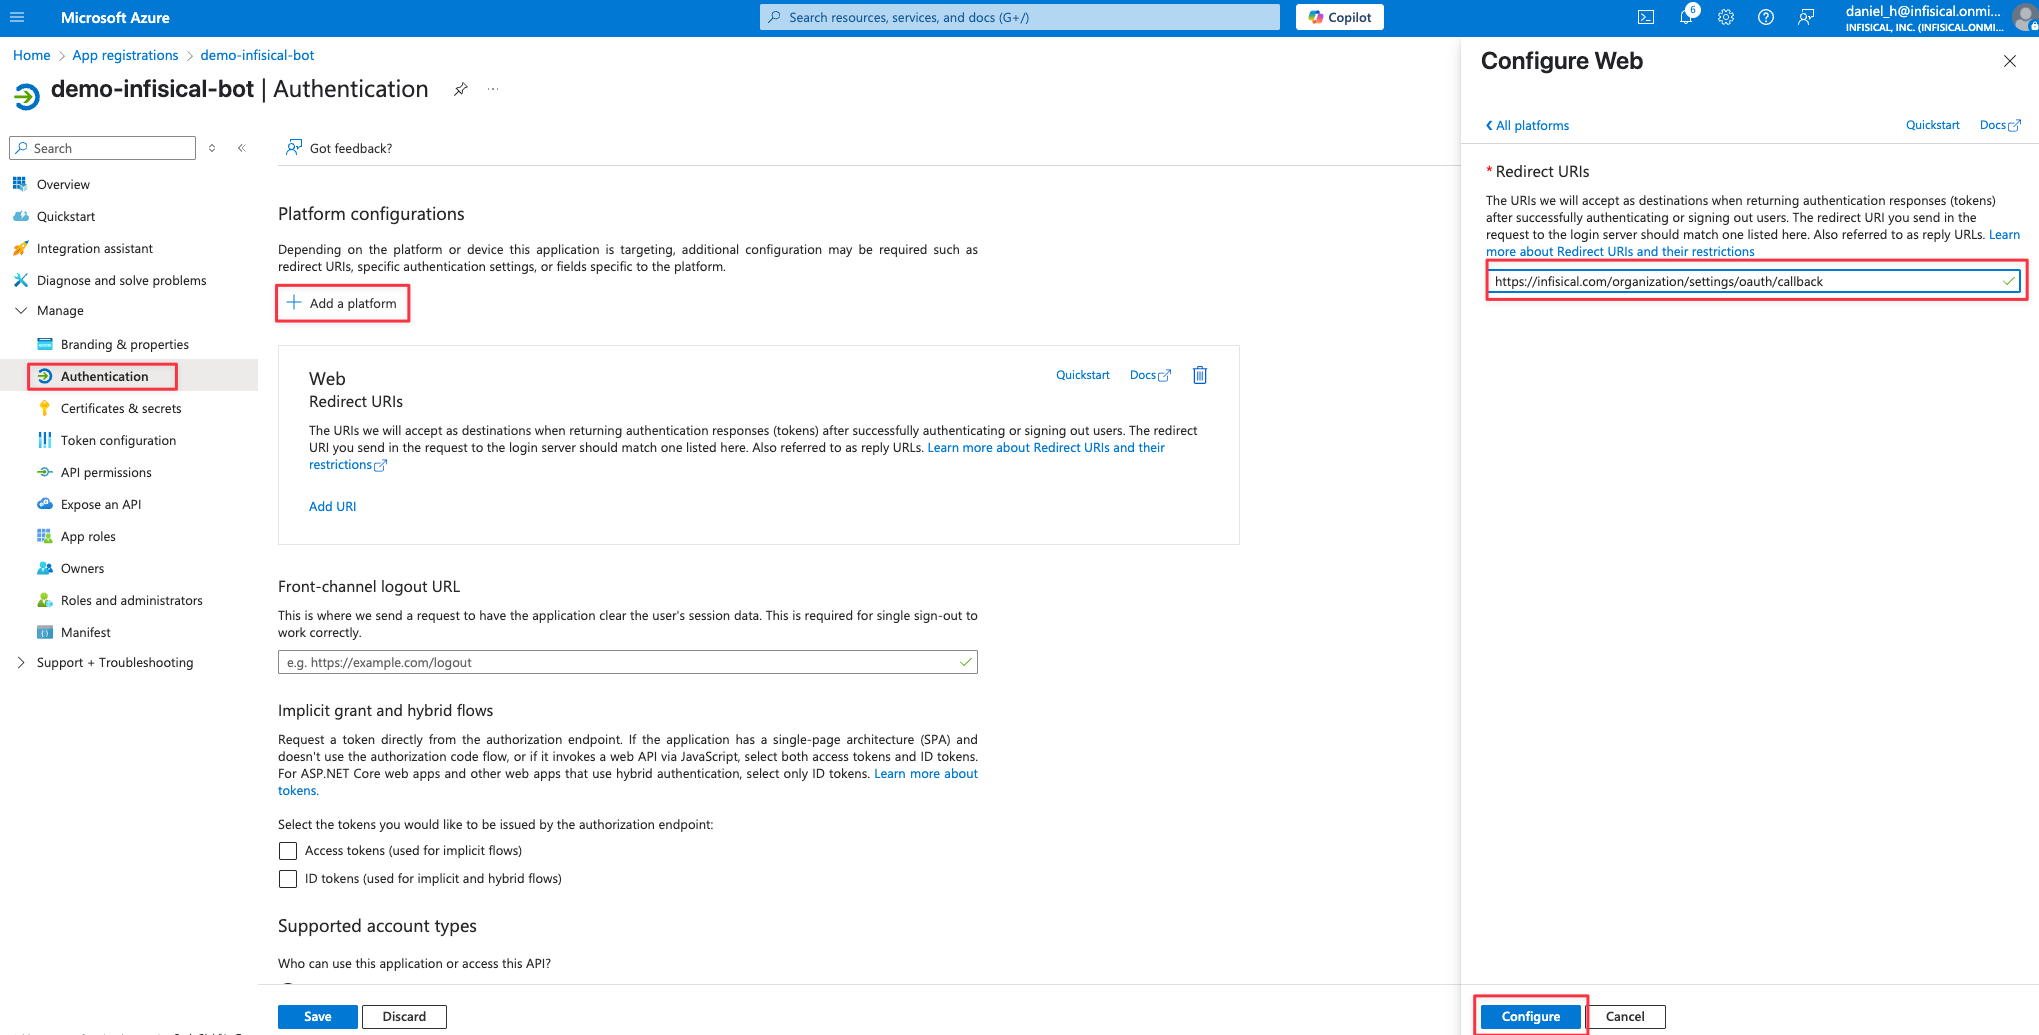 Microsoft Azure
Search resources, services, and docs (G+/)
Copilot
6
daniel_h@infisical.onmi...
INFISICAL, INC. (INFISICAL.ONMI...
Home > App registrations > demo-infisical-bot
demo-infisical-bot | Authentication
Search
Overview
Quickstart
Integration assistant
Diagnose and solve problems
Manage
Branding & properties
Authentication
Certificates & secrets
Token configuration
API permissions
Expose an API
App roles
Owners
Roles and administrators
Manifest
Support + Troubleshooting
Got feedback?
Platform configurations
Depending on the platform or device this application is targeting, additional configuration may be required such as
redirect URIs, specific authentication settings, or fields specific to the platform.
Add a platform
Web
Quickstart
Docs
Redirect URIs
The URIs we will accept as destinations when returning authentication responses (tokens) after successfully authenticating or signing out users. The redirect
URI you send in the request to the login server should match one listed here. Also referred to as reply URLs. Learn more about Redirect URIs and their
restrictions
Add URI
Front-channel logout URL
This is where we send a request to have the application clear the user's session data. This is required for single sign-out to
work correctly.
e.g. https://example.com/logout
Implicit grant and hybrid flows
Request a token directly from the authorization endpoint. If the application has a single-page architecture (SPA) and
doesn't use the authorization code flow, or if it invokes a web API via JavaScript, select both access tokens and ID tokens.
For ASP.NET Core web apps and other web apps that use hybrid authentication, select only ID tokens. Learn more about
tokens.
Select the tokens you would like to be issued by the authorization endpoint:
Access tokens (used for implicit flows)
ID tokens (used for implicit and hybrid flows)
Supported account types
Who can use this application or access this API?
Save
Discard
Configure Web
All platforms
Quickstart
Docs
* Redirect URIs
The URIs we will accept as destinations when returning authentication responses (tokens)
after successfully authenticating or signing out users. The redirect URI you send in the
request to the login server should match one listed here. Also referred to as reply URLs. Learn
more about Redirect URIs and their restrictions
https://infisical.com/organization/settings/oauth/callback
Configure
Cancel